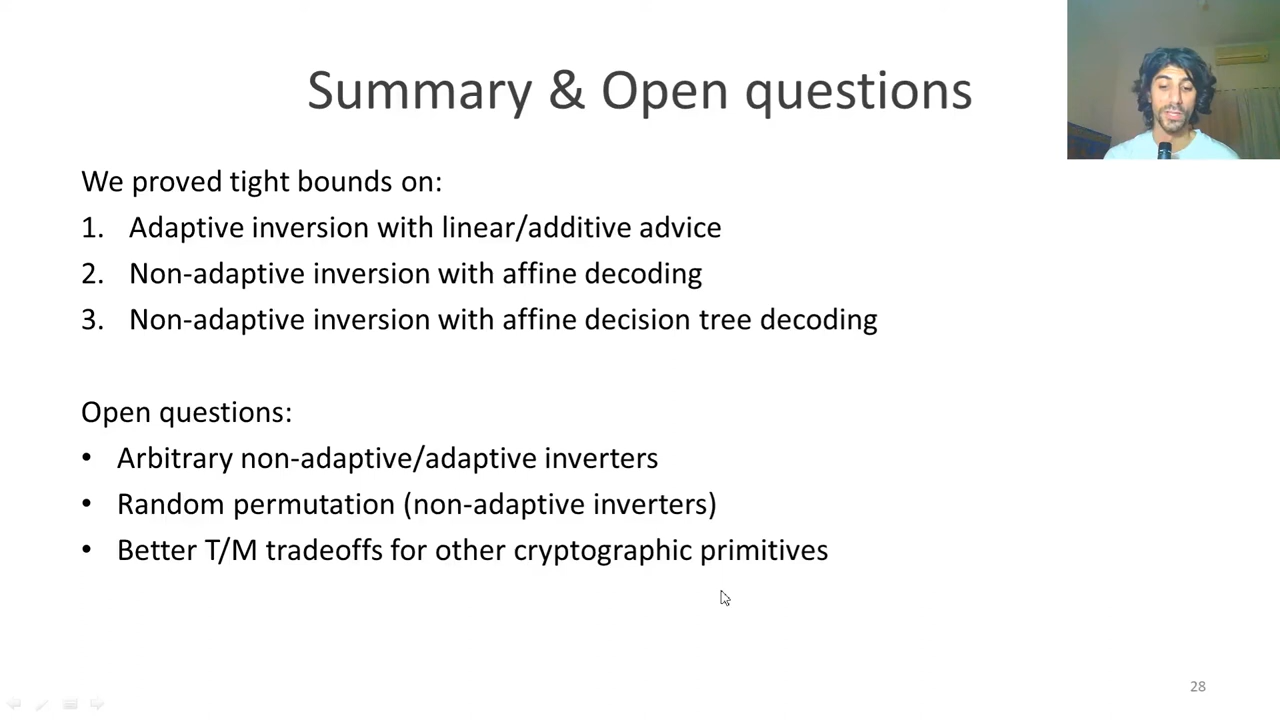 Summary & Open questions
We proved tight bounds on:
1. Adaptive inversion with linear/additive advice
2. Non-adaptive inversion with affine decoding
3. Non-adaptive inversion with affine decision tree decoding
Open questions:
• Arbitrary non-adaptive/adaptive inverters
• Random permutation (non-adaptive inverters)
• Better T/M tradeoffs for other cryptographic primitives
28